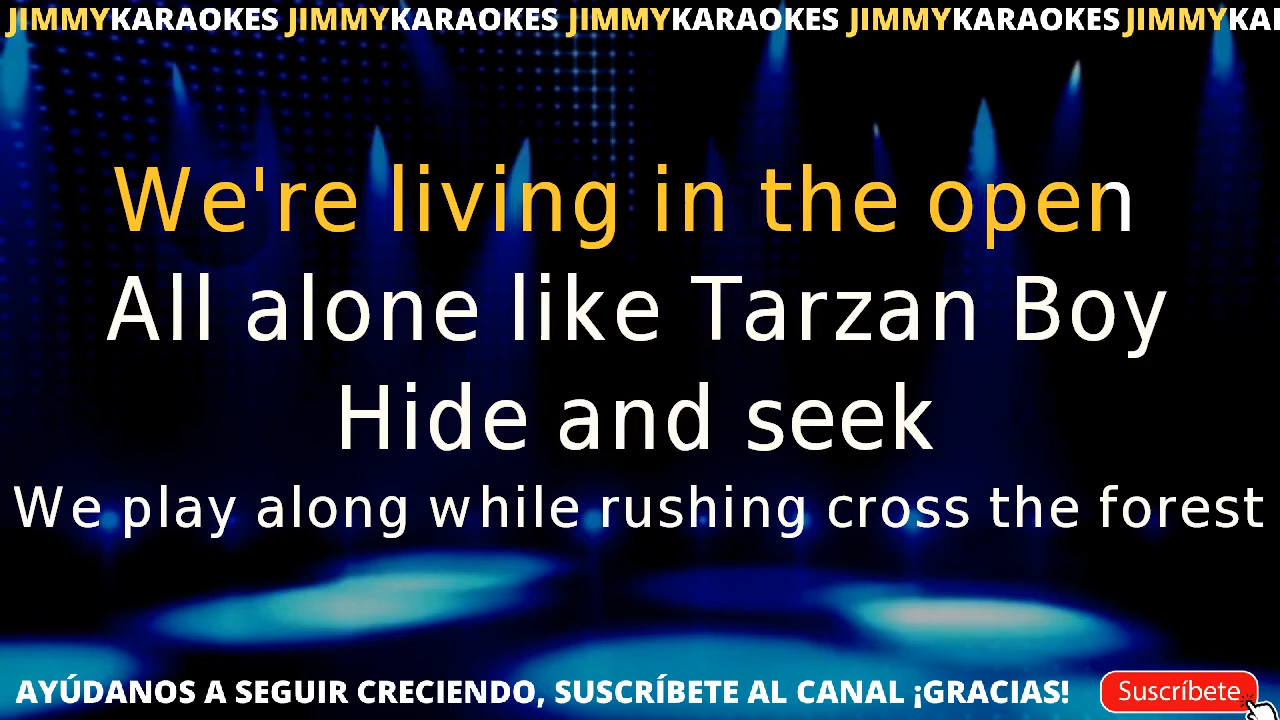 JIMMYKARAOKES JIMMYKARAOKES JIMMYKARAOKES JIMMYKARAOKES JIMMYKA
We're living in the open
All alone like Tarzan Boy
Hide and seek
We play along while rushing cross the forest
AYÚDANOS A SEGUIR CRECIENDO, SUSCRÍBETE AL CANAL ¡GRACIAS! Suscríbete